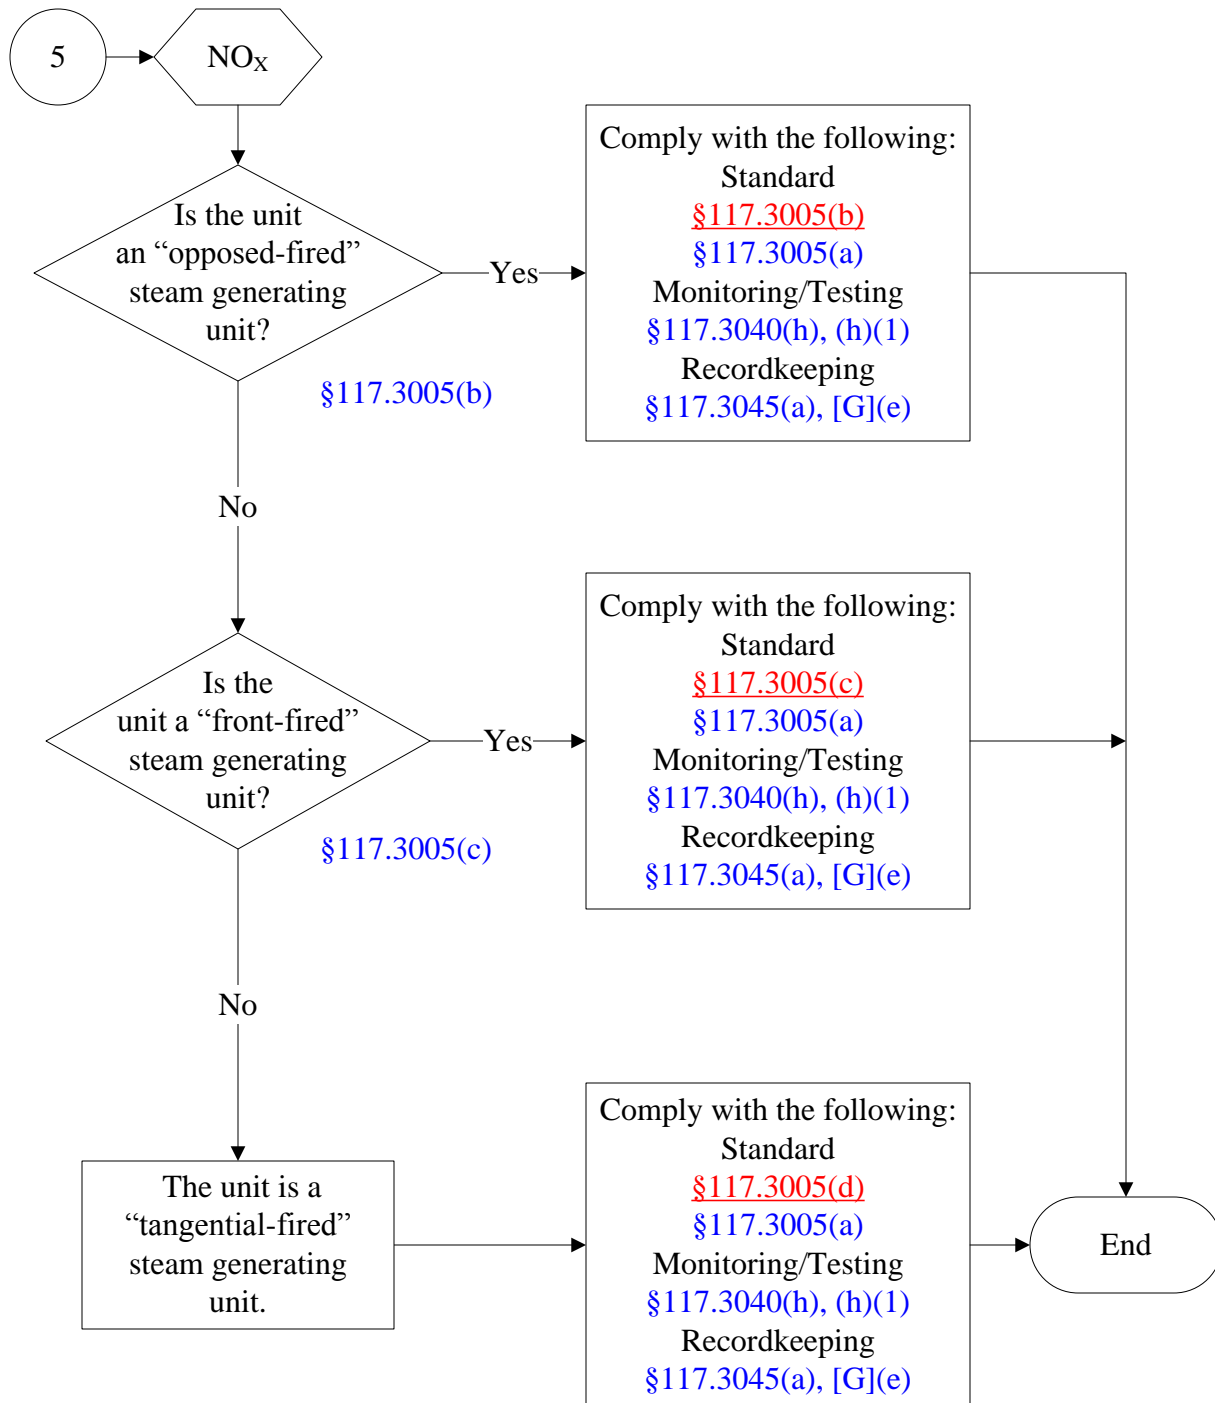 5
NOX
Is the unit
an “opposed-fired”
steam generating
unit?
Yes
§117.3005(b)
Comply with the following:
Standard
§117.3005(b)
§117.3005(a)
Monitoring/Testing
§117.3040(h), (h)(1)
Recordkeeping
§117.3045(a), [G](e)
No
Is the
unit a “front-fired”
steam generating
unit?
Yes
§117.3005(c)
Comply with the following:
Standard
§117.3005(c)
§117.3005(a)
Monitoring/Testing
§117.3040(h), (h)(1)
Recordkeeping
§117.3045(a), [G](e)
No
The unit is a
“tangential-fired”
steam generating
unit.
Comply with the following:
Standard
§117.3005(d)
§117.3005(a)
Monitoring/Testing
§117.3040(h), (h)(1)
Recordkeeping
§117.3045(a), [G](e)
End